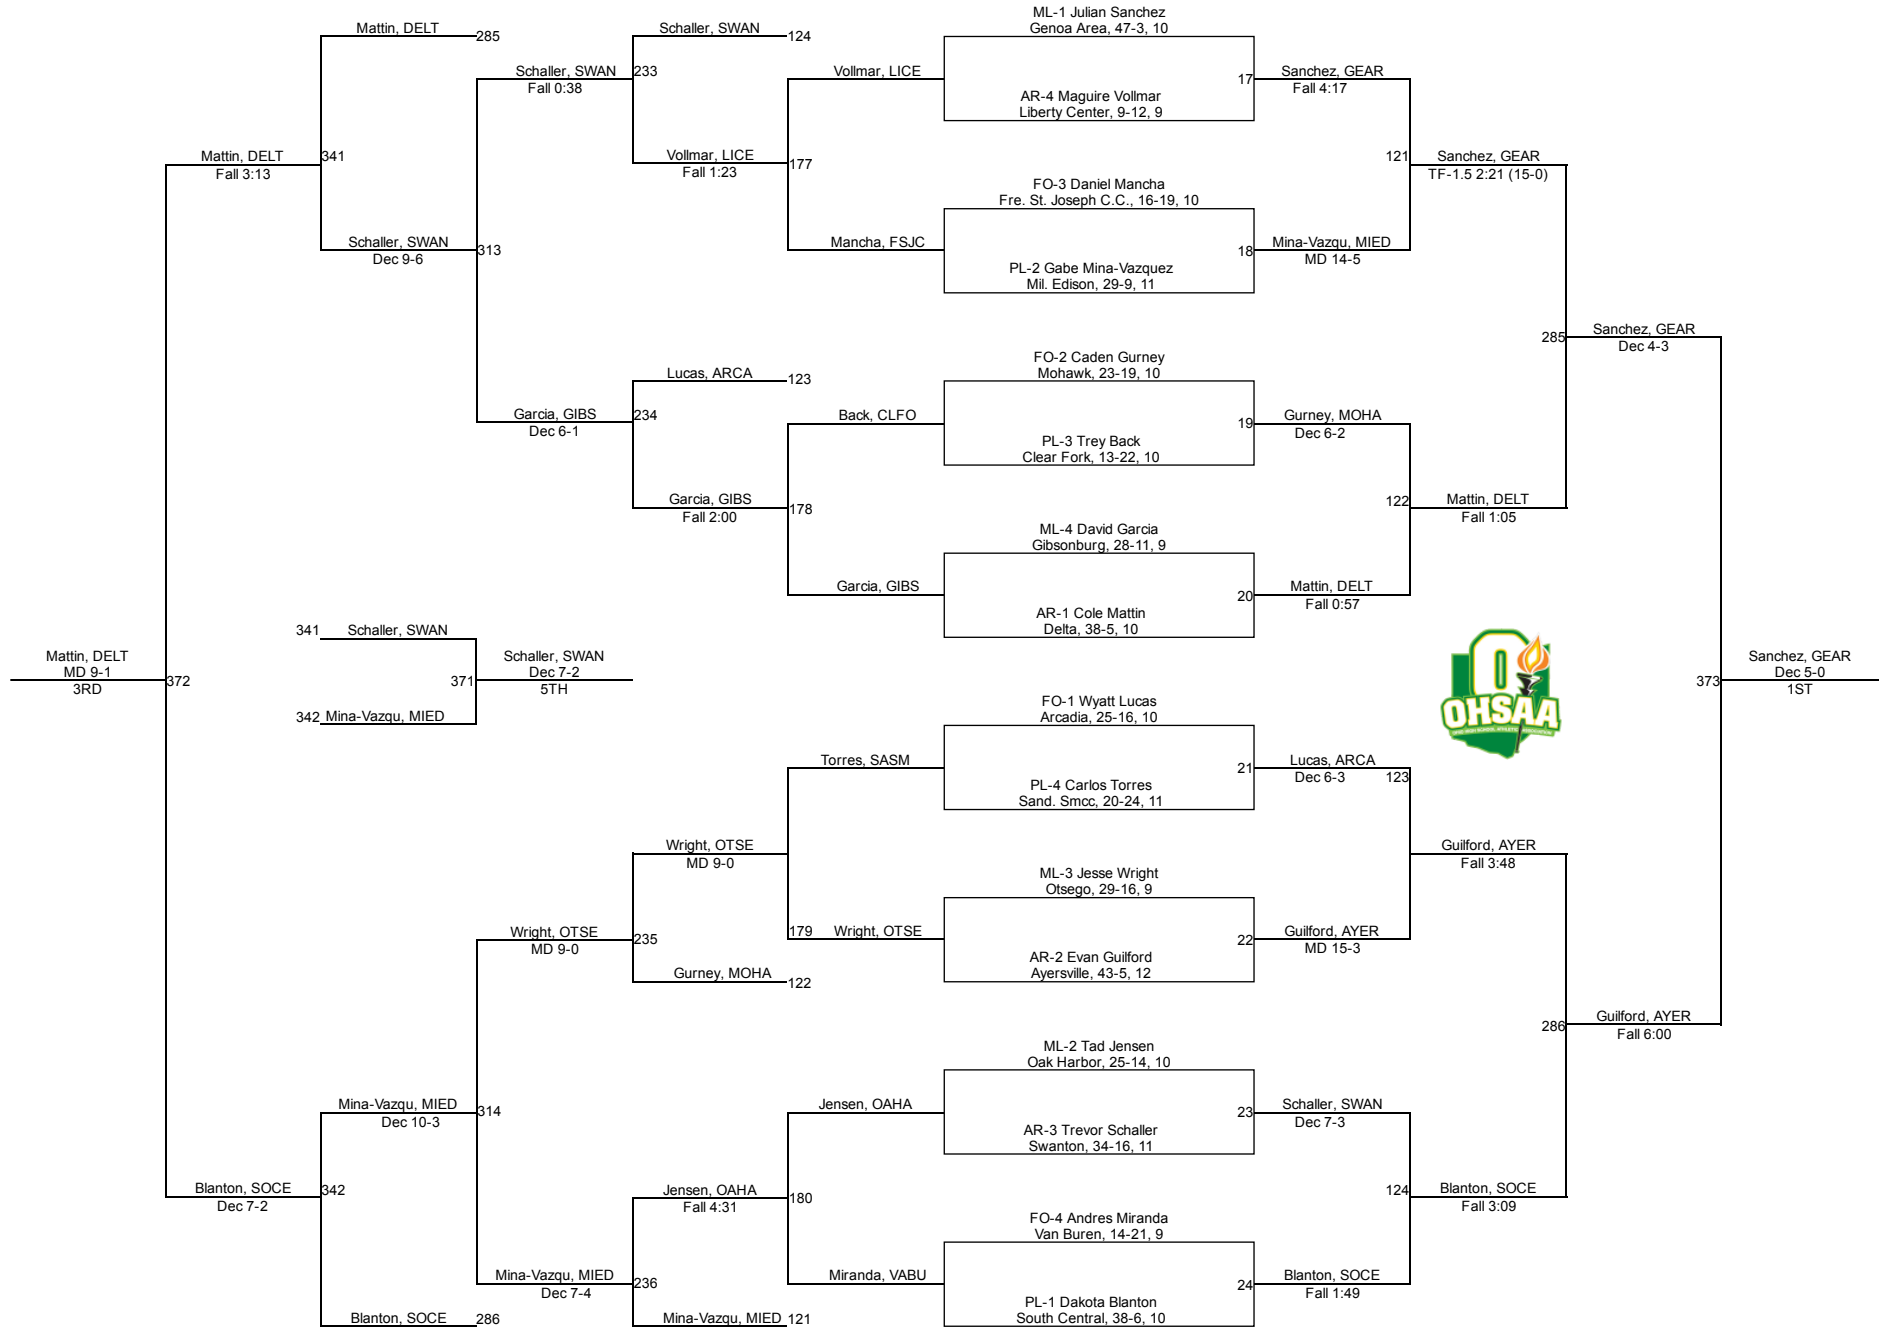 Mattin, DELT
285
Schaller, SWAN
Fall 0:38
233
Schaller, SWAN
124
Mattin, DELT
Fall 3:13
341
Vollmar, LICE
Fall 1:23
177
Schaller, SWAN
Dec 9-6
313
Lucas, ARCA
123
Garcia, GIBS
Dec 6-1
234
Garcia, GIBS
Fall 2:00
178
341 Schaller, SWAN
371
342 Mina-Vazqu, MIED
Schaller, SWAN
Dec 7-2
5TH
Mattin, DELT
MD 9-1
3RD
372
Wright, OTSE
MD 9-0
179
Wright, OTSE
MD 9-0
235
Gurney, MOHA
122
Mina-Vazqu, MIED
Dec 10-3
314
Blanton, SOCE
Dec 7-2
342
Jensen, OAHA
Fall 4:31
180
Mina-Vazqu, MIED
Dec 7-4
236
Blanton, SOCE
286
Mina-Vazqu, MIED
121
Vollmar, LICE
Mancha, FSJC
Back, CLFO
Garcia, GIBS
Torres, SASM
Wright, OTSE
Jensen, OAHA
Miranda, VABU
ML-1 Julian Sanchez
Genoa Area, 47-3, 10
17
AR-4 Maguire Vollmar
Liberty Center, 9-12, 9
FO-3 Daniel Mancha
Fre. St. Joseph C.C., 16-19, 10
18
PL-2 Gabe Mina-Vazquez
Mil. Edison, 29-9, 11
FO-2 Caden Gurney
Mohawk, 23-19, 10
19
PL-3 Trey Back
Clear Fork, 13-22, 10
ML-4 David Garcia
Gibsonburg, 28-11, 9
20
AR-1 Cole Mattin
Delta, 38-5, 10
FO-1 Wyatt Lucas
Arcadia, 25-16, 10
21
PL-4 Carlos Torres
Sand. Smcc, 20-24, 11
ML-3 Jesse Wright
Otsego, 29-16, 9
22
AR-2 Evan Guilford
Ayersville, 43-5, 12
ML-2 Tad Jensen
Oak Harbor, 25-14, 10
23
AR-3 Trevor Schaller
Swanton, 34-16, 11
FO-4 Andres Miranda
Van Buren, 14-21, 9
24
PL-1 Dakota Blanton
South Central, 38-6, 10
Sanchez, GEAR
Fall 4:17
Mina-Vazqu, MIED
MD 14-5
Gurney, MOHA
Dec 6-2
Mattin, DELT
Fall 0:57
Lucas, ARCA
Dec 6-3
Guilford, AYER
MD 15-3
Schaller, SWAN
Dec 7-3
Blanton, SOCE
Fall 1:49
121
Sanchez, GEAR
TF-1.5 2:21 (15-0)
122
Mattin, DELT
Fall 1:05
123
Guilford, AYER
Fall 3:48
124
Blanton, SOCE
Fall 3:09
285
Sanchez, GEAR
Dec 4-3
286
Guilford, AYER
Fall 6:00
373
Sanchez, GEAR
Dec 5-0
1ST
OHSAA